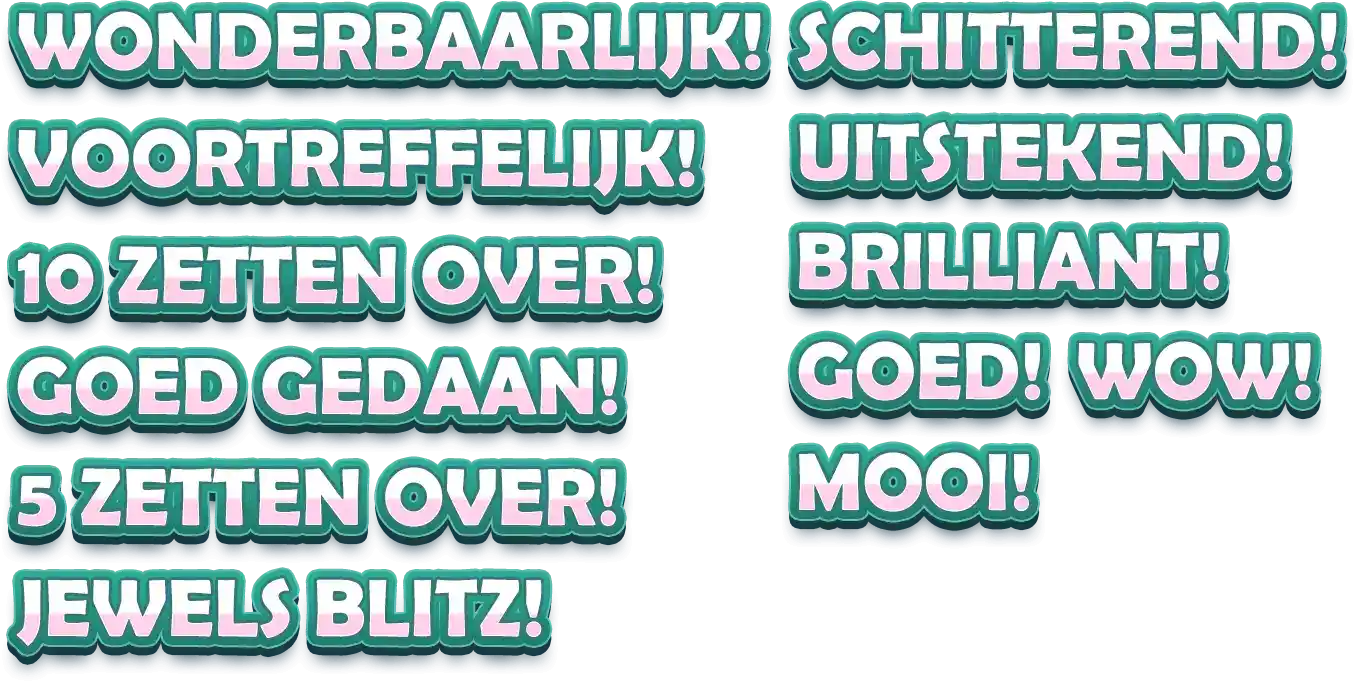 WONDERBAARLIJK!
VOORTREFFELIJK!
10 ZETTEN OVER!
GOED GEDAAN!
5 ZETTEN OVER!
JEWELS BLITZ!
SCHITTEREND!
UITSTEKEND!
BRILLIANT!
GOED! WOW!
MOOI!